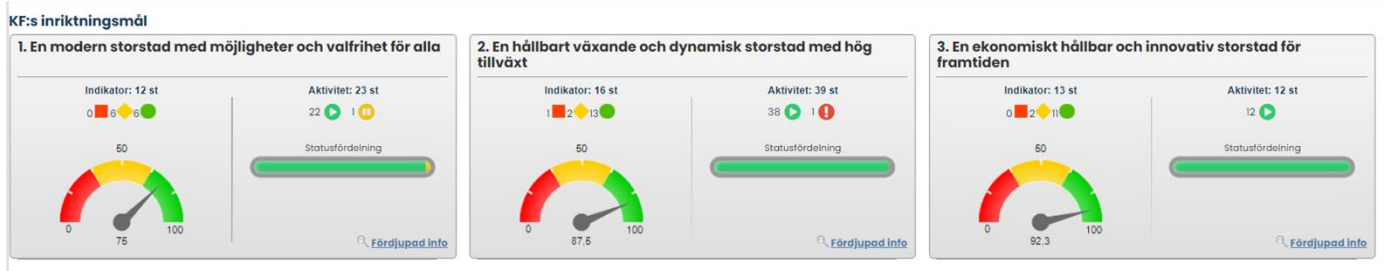 KF:s inriktningsmål
1. En modern storstad med möjligheter och valfrihet för alla
Indikator: 12 st
0 6 6
50
0
100
75
Aktivitet: 23 st
22 1
Statusfördelning
Fördjupad info
2. En hållbart växande och dynamisk storstad med hög
tillväxt
Indikator: 16 st
1 2 13
50
0
100
87.5
Aktivitet: 39 st
38 1
Statusfördelning
Fördjupad info
3. En ekonomiskt hållbar och innovativ storstad för
framtiden
Indikator: 13 st
0 2 11
50
0
100
92.3
Aktivitet: 12 st
12
Statusfördelning
Fördjupad info